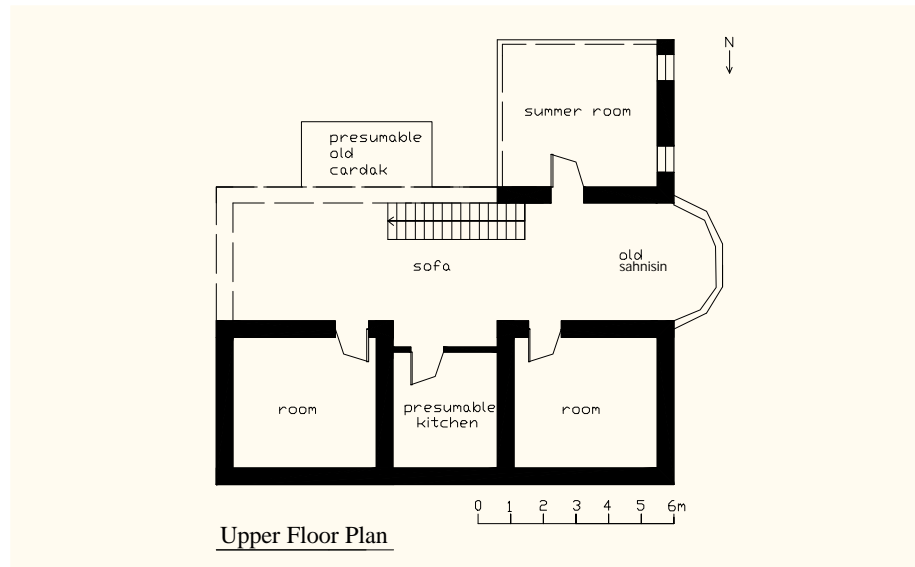 N
summer room
presumable
old
cardak
sofa
old
sahnisin
room
presumable
kitchen
room
0 1 2 3 4 5 6m
Upper Floor Plan